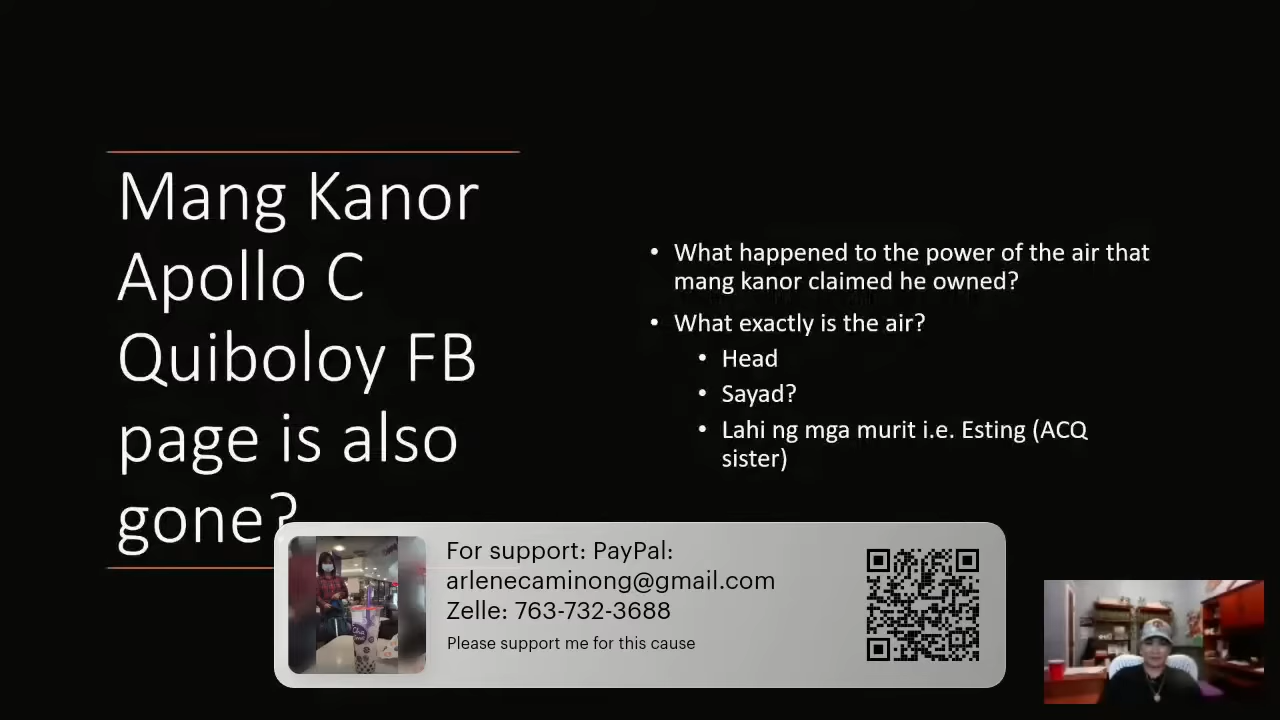 Mang Kanor
Apollo C
Quiboloy FB
page is also
gone?
• What happened to the power of the air that
mang kanor claimed he owned?
• What exactly is the air?
• Head
• Sayad?
• Lahi ng mga murit i.e. Esting (ACQ
sister)
For support: PayPal:
arlenecaminong@gmail.com
Zelle: 763-732-3688
Please support me for this cause